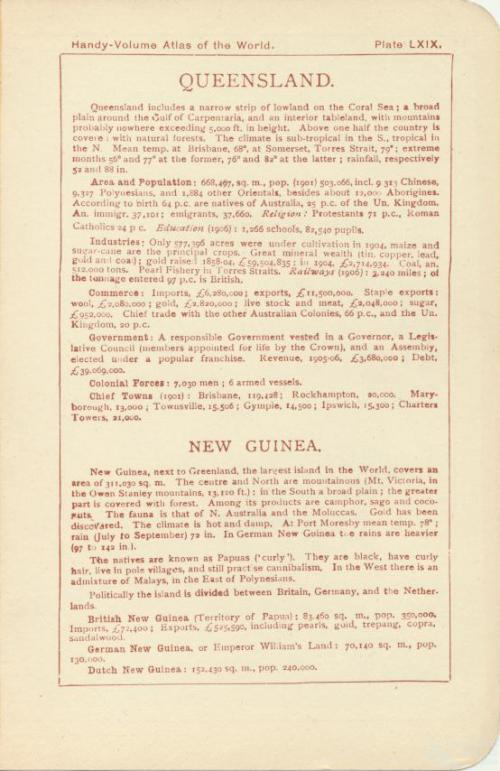 Handy-Volume Atlas of the World. Plate LXIX.
QUEENSLAND.
Queensland includes a narrow strip of lowland on the Coral Sea; a broad
plain around the Gulf of Carpentaria, and an interior tableland, with mountains
probably nowhere exceeding 5,000 ft. in height. Above one half the country is
covered with natural forests. The climate is sub-tropical in the S., tropical in
the N. Mean temp. at Brisbane, 68°, at Somerset, Torres Strait, 79°; extreme
months 56° and 77° at the former, 76° and 82° at the latter; rainfall, respectively
52 and 88 in.
Area and Population: 668,497, sq. m., pop. (1901) 503,066, incl. 9,313 Chinese,
9,327 Polynesians, and 2,884 other Orientals, besides about 12,000 Aborigines.
According to birth 64 p.c. are natives of Australia, 25 p.c. of the Un. Kingdom.
An. immigr. 37,101; emigrants, 37,660. Religion: Protestants 71 p.c., Roman
Catholics 24 p c. Education (1906): 1,266 schools, 82,540 pupils.
Industries: Only 577,396 acres were under cultivation in 1904, maize and
sugar-cane are the principal crops. Great mineral wealth (tin, copper, lead,
gold and coal); gold raised: 1858-04, £59,504,835; in 1904, £2,714,934. Coal, an.
512,000 tons. Pearl Fishery in Torres Straits. Railways (1906): 3,240 miles; of
the tonnage entered 97 p.c. is British.
Commerce: Imports, £6,280,000; exports, £11,500,000. Staple exports:
wool, £2,080,000; gold, £2,820,000; live stock and meat, £2,048,000; sugar,
£952,000. Chief trade with the other Australian Colonies, 66 p.c., and the Un.
Kingdom, 20 p.c.
Government: A responsible Government vested in a Governor, a Legis-
lative Council (members appointed for life by the Crown), and an Assembly,
elected under a popular franchise. Revenue, 1905-06, £3,680,000; Debt,
£39,069,000.
Colonial Forces: 7,030 men; 6 armed vessels.
Chief Towns (1901): Brisbane, 119,428; Rockhampton, 20,000. Mary-
borough, 13,000; Townsville, 15,506; Gympie, 14,500; Ipswich, 15,300; Charters
Towers, 21,000.
NEW GUINEA.
New Guinea, next to Greenland, the largest island in the World, covers an
area of 311,030 sq. m. The centre and North are mountainous (Mt. Victoria, in
the Owen Stanley mountains, 13,120 ft.): in the South a broad plain; the greater
part is covered with forest. Among its products are camphor, sago and coco-
nuts. The fauna is that of N. Australia and the Moluccas. Gold has been
discovered. The climate is hot and damp. At Port Moresby mean temp. 78°;
rain (July to September) 72 in. In German New Guinea the rains are heavier
(97 to 142 in.).
The natives are known as Papuas ('curly'). They are black, have curly
hair, live in pole villages, and still practise cannibalism. In the West there is an
admixture of Malays, in the East of Polynesians.
Politically the island is divided between Britain, Germany, and the Nether-
lands.
British New Guinea (Territory of Papua): 83,460 sq. m., pop. 350,000.
Imports, £72,400; Exports, £525,590, including pearls, gold, trepang, copra,
sandalwood.
German New Guinea, or Emperor William's Land: 70,140 sq. m., pop.
130,000.
Dutch New Guinea: 152,430 sq. m., pop. 240,000.